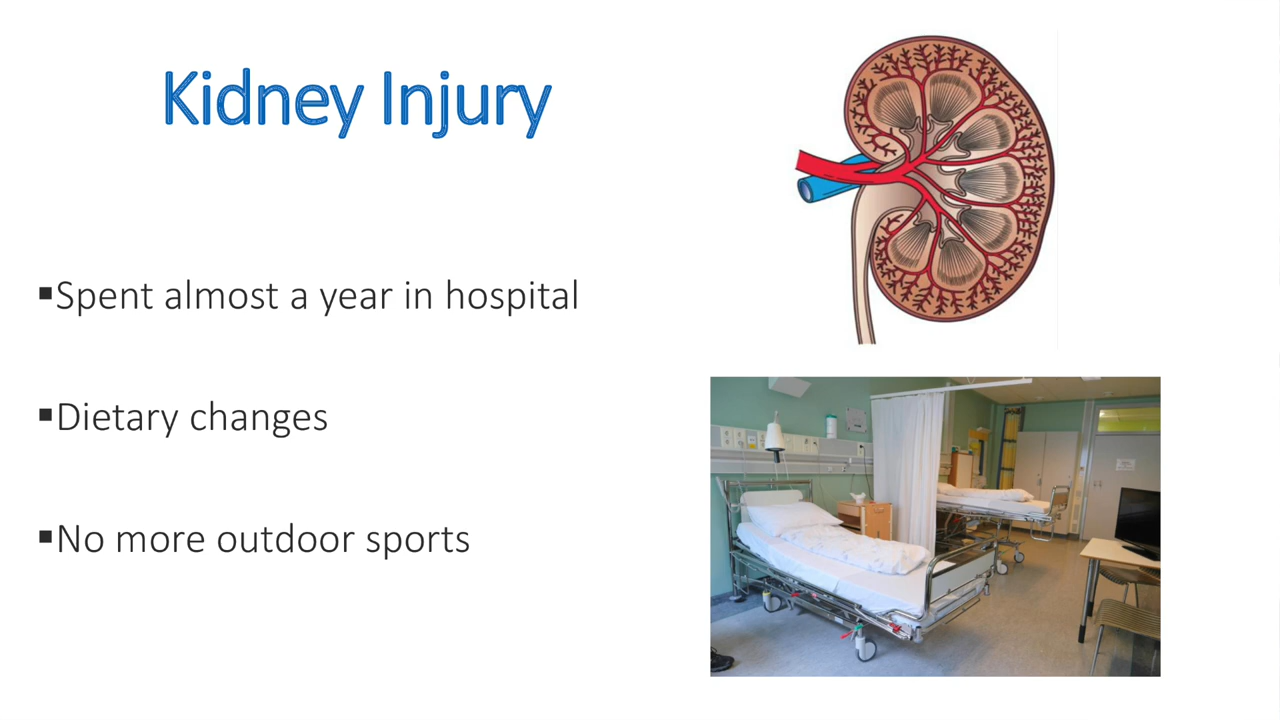 Kidney Injury
▪Spent almost a year in hospital
▪Dietary changes
▪No more outdoor sports